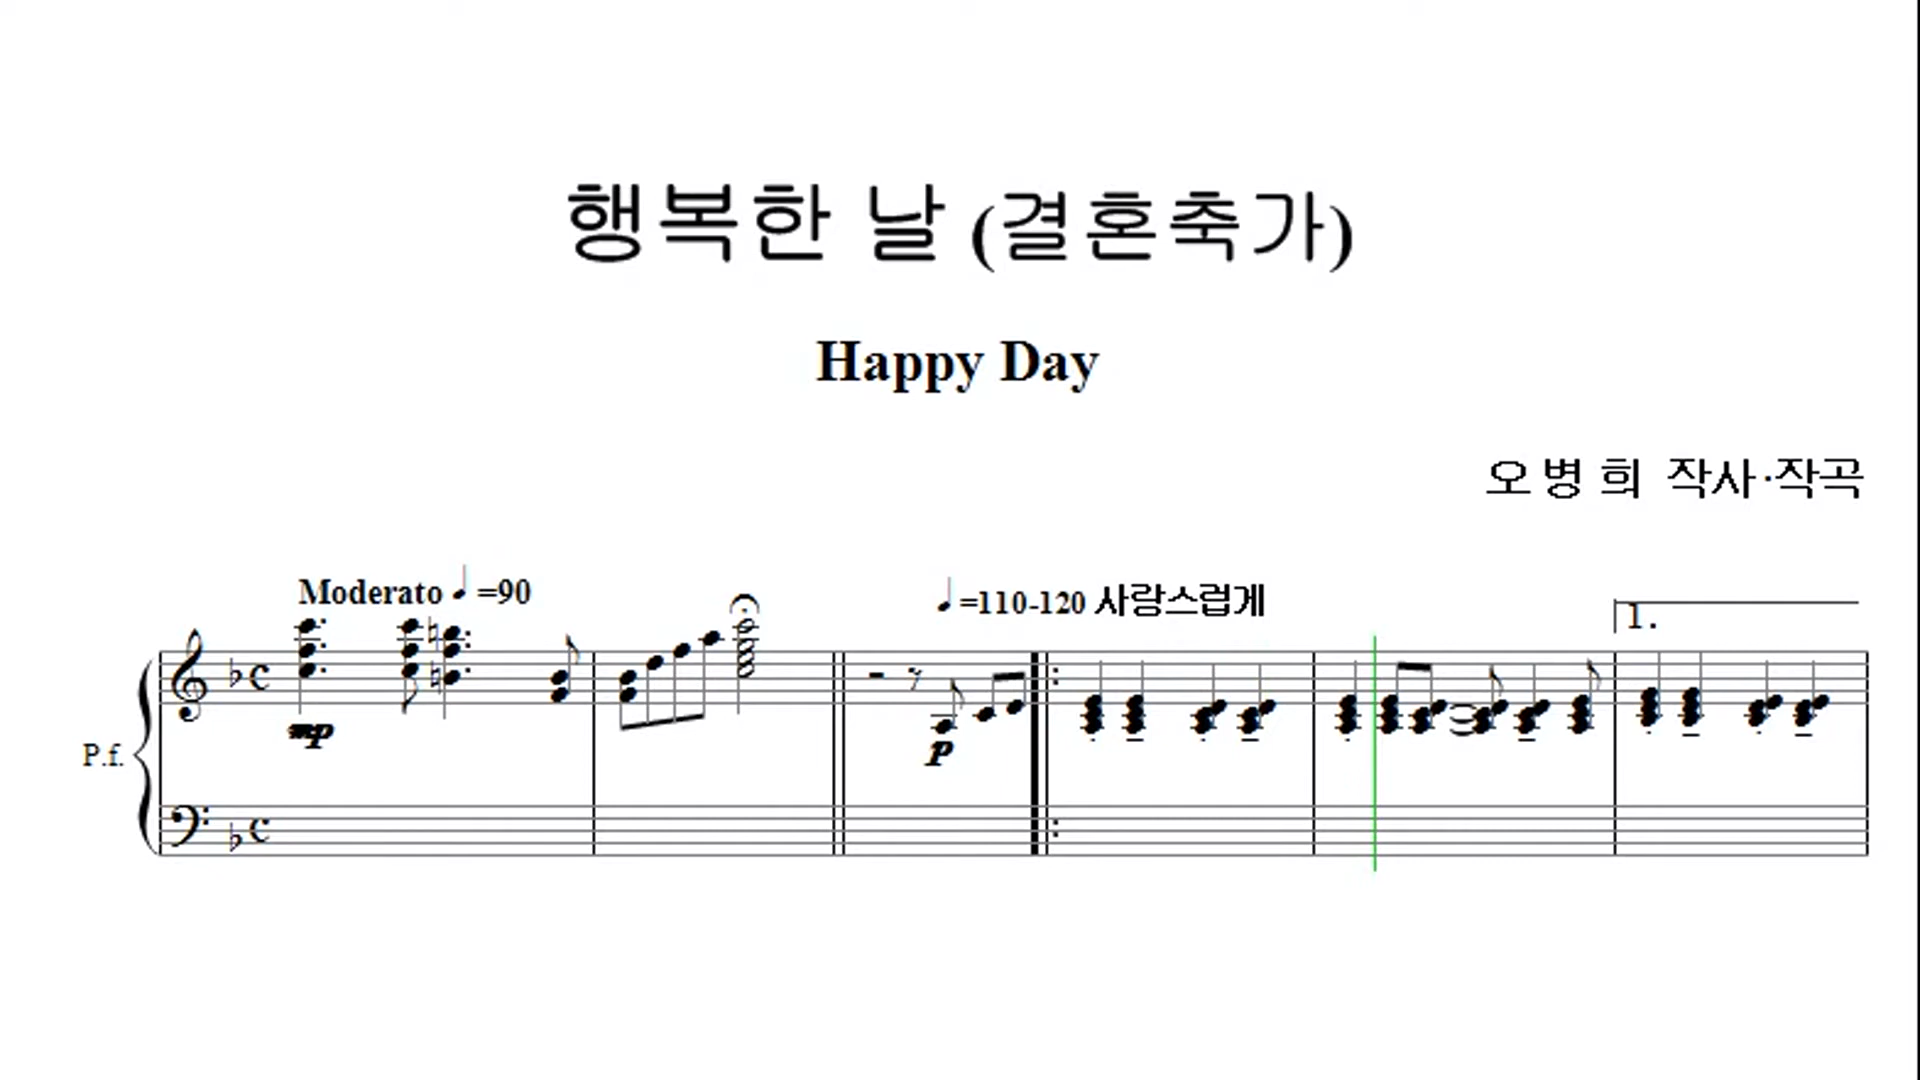 행복한 날 (결혼축가)
Happy Day
오 병 희 작사·작곡
Moderato ♩ =90
♩ =110-120 사랑스럽게
1.
mp
p
P.f.